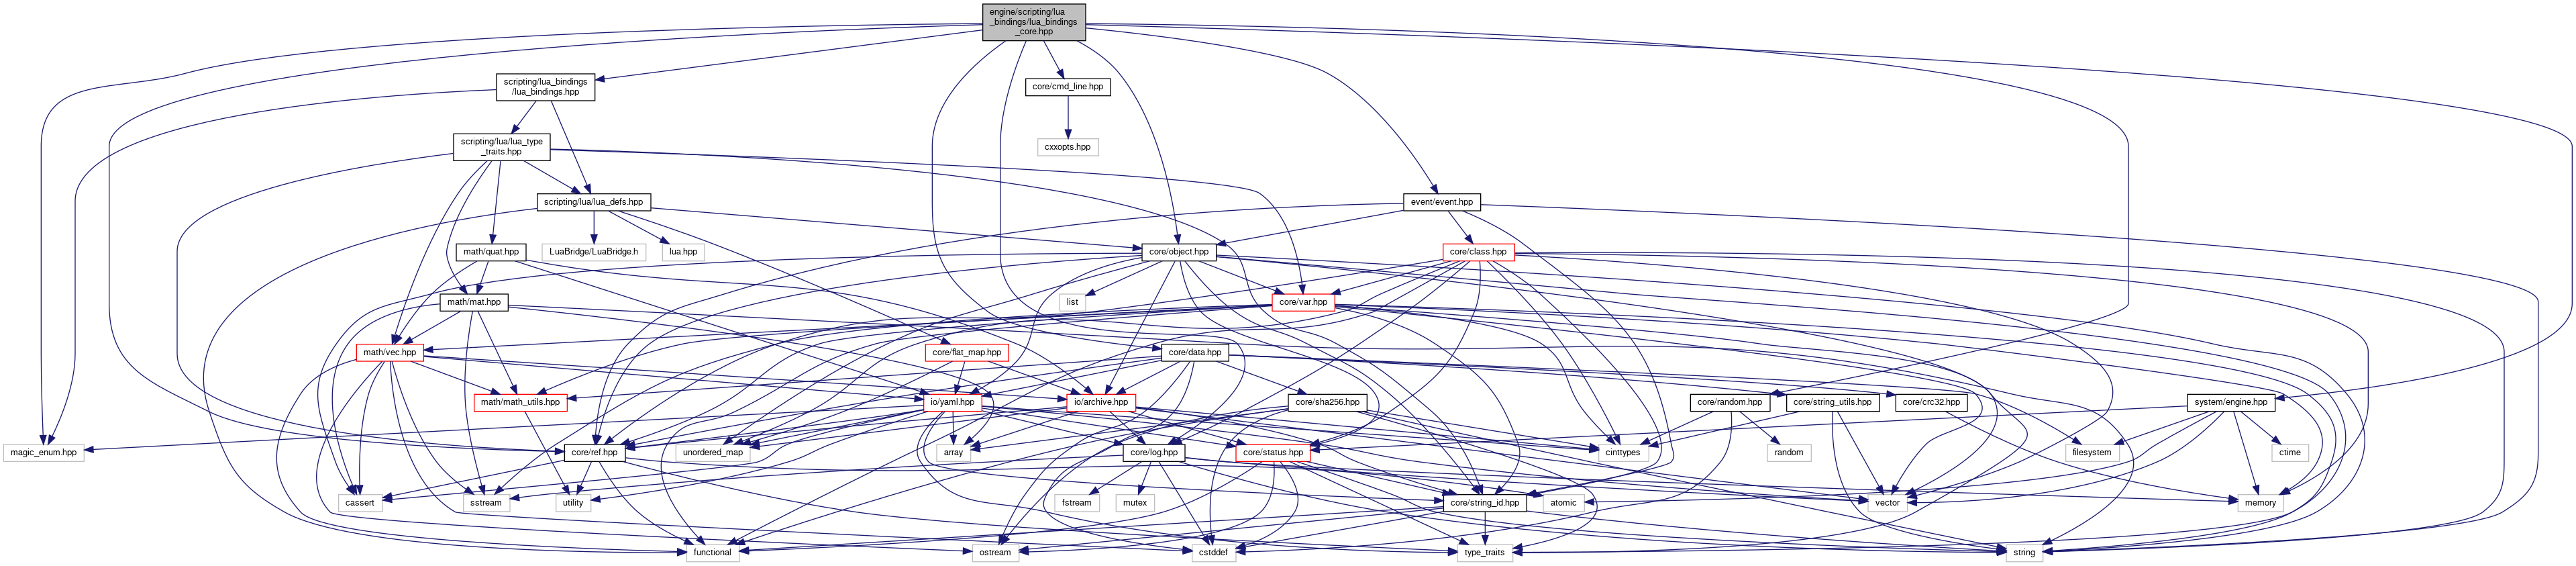 engine/scripting/lua
_bindings/lua_bindings
_core.hpp
scripting/lua_bindings
/lua_bindings.hpp
core/cmd_line.hpp
scripting/lua/lua_type
_traits.hpp
cxxopts.hpp
scripting/lua/lua_defs.hpp
event/event.hpp
math/quat.hpp
LuaBridge/LuaBridge.h
lua.hpp
core/object.hpp
core/class.hpp
math/mat.hpp
list
core/var.hpp
math/vec.hpp
core/flat_map.hpp
core/data.hpp
math/math_utils.hpp
io/yaml.hpp
io/archive.hpp
core/sha256.hpp
core/random.hpp
core/string_utils.hpp
core/crc32.hpp
system/engine.hpp
magic_enum.hpp
core/ref.hpp
unordered_map
array
core/log.hpp
core/status.hpp
cinttypes
random
filesystem
ctime
cassert
sstream
utility
fstream
mutex
core/string_id.hpp
atomic
vector
memory
functional
ostream
cstddef
type_traits
string